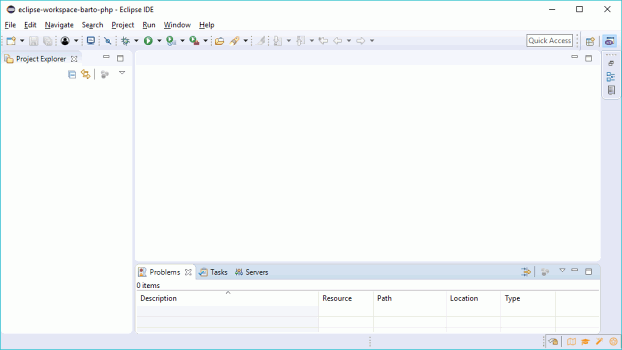 eclipse-workspace-barto-php - Eclipse IDE
File Edit Navigate Search Project Run Window Help
Quick Access
Project Explorer
Problems Tasks Servers
0 items
Description Resource Path Location Type